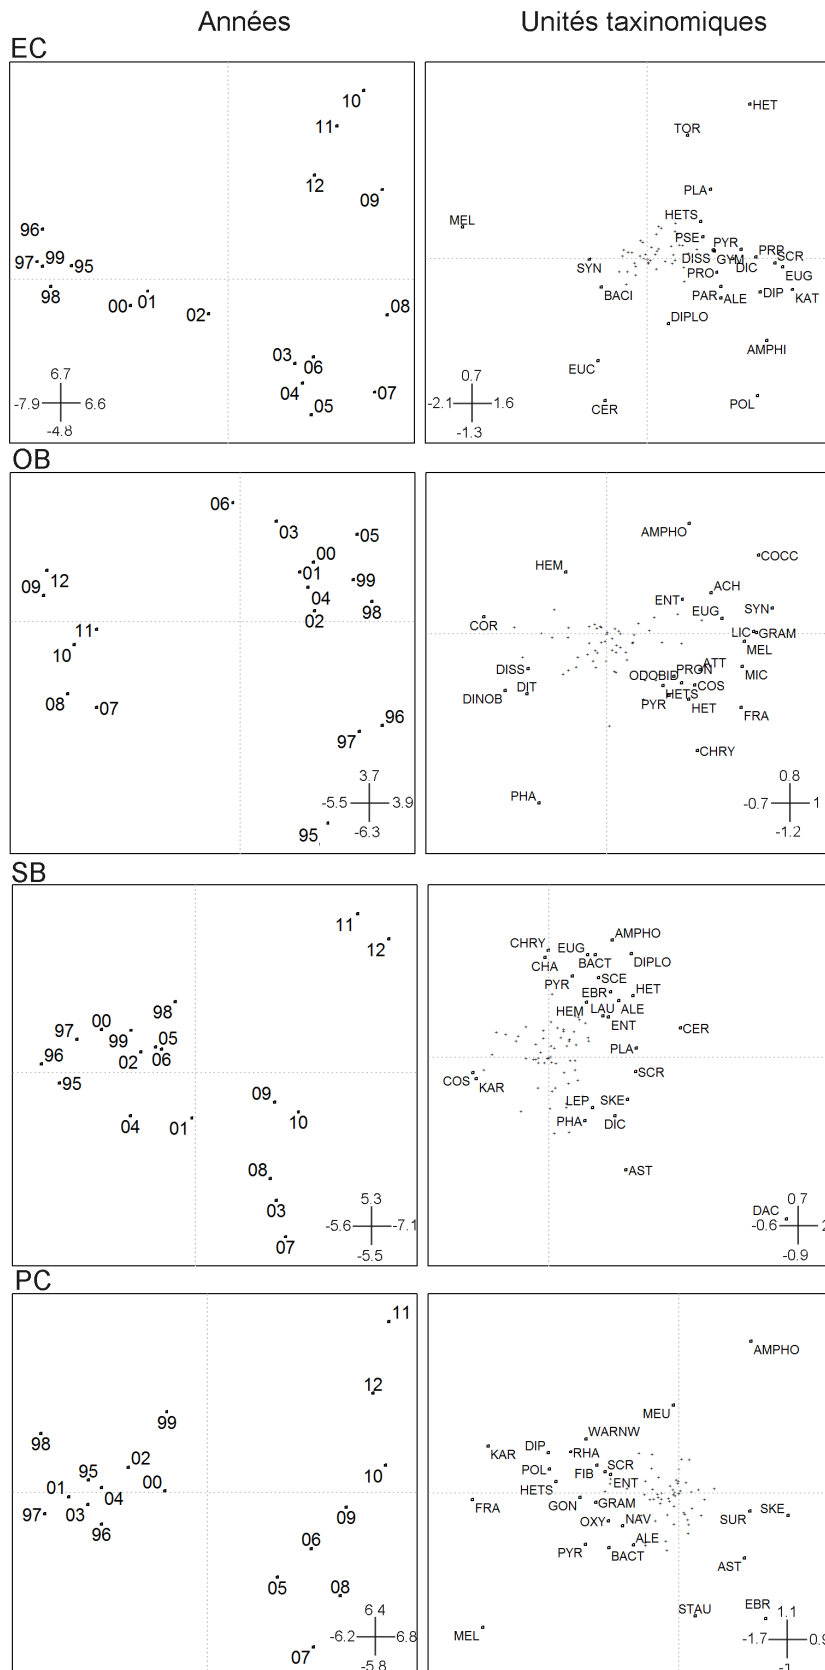 Années Unités taxinomiques
EC
10
11
12
09
96
97 99 95
98
00 01
02
08
03
06
04
05
07
6.7
-7.9 6.6
-4.8
HET
TOR
PLA
MEL
HETS
PSE
PYR
PRP
SCR
SYN
DISS
GYM
DIC
EUG
PRO
BACI
PAR
ALE
DIP
KAT
DIPLO
AMPHI
EUC
CER
POL
0.7
-2.1 1.6
-1.3
OB
06
03
05
00
01
99
04
98
02
12
09
11
10
08
07
96
97
95
3.7
-5.5 3.9
-6.3
AMPHO
COCC
HEM
ACH
ENT
EUG
SYN
COR
LIC
GRAM
MEL
ATT
DISS
ODOBID
PRON
MIC
DIT
COS
DINOB
HETS
PYR
HET
FRA
CHRY
PHA
0.8
-0.7 1
-1.2
SB
11
12
98
00
97
99
05
96
02
06
95
04
01
09
10
08
03
07
5.3
-5.6 -7.1
-5.5
AMPHO
CHRY
EUG
CHA
BACT
DIPLO
PYR
SCE
EBR
HET
HEM
LAU
ALE
ENT
CER
PLA
SCR
COS
KAR
LEP
SKE
PHA
DIC
AST
DAC
0.7
-0.6 2
-0.9
PC
11
12
99
98
02
95
10
01
00
04
97
03
96
09
06
05
08
07
6.4
-6.2 6.8
-5.8
AMPHO
MEU
WARNW
KAR
DIP
RHA
POL
SCR
FIB
ENT
HETS
FRA
GON
GRAM
SKE
SUR
OXY
NAV
ALE
PYR
BACT
AST
STAU
EBR
MEL
1.1
-1.7 0.9
-1